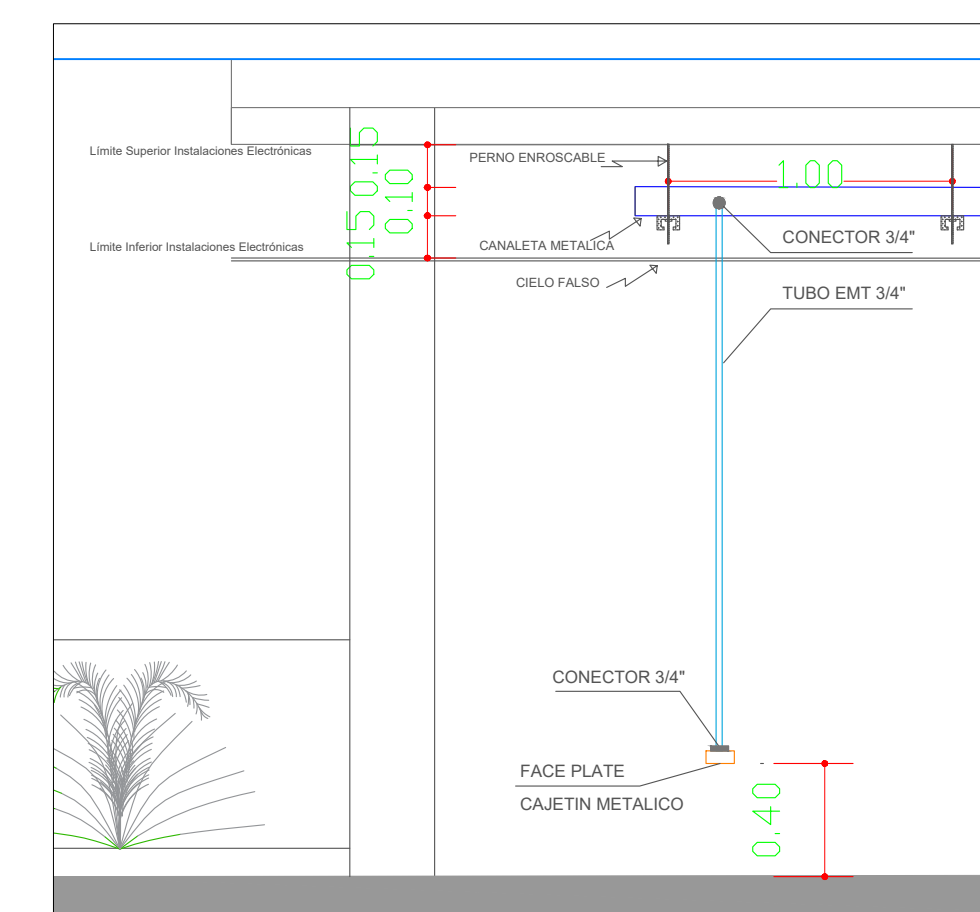 Límite Superior Instalaciones Electrónicas
0.15
0.10
0.15
Límite Inferior Instalaciones Electrónicas
PERNO ENROSCABLE
1.00
CANALETA METALICA
CONECTOR 3/4"
CIELO FALSO
TUBO EMT 3/4"
CONECTOR 3/4"
FACE PLATE
CAJETIN METALICO
0.40